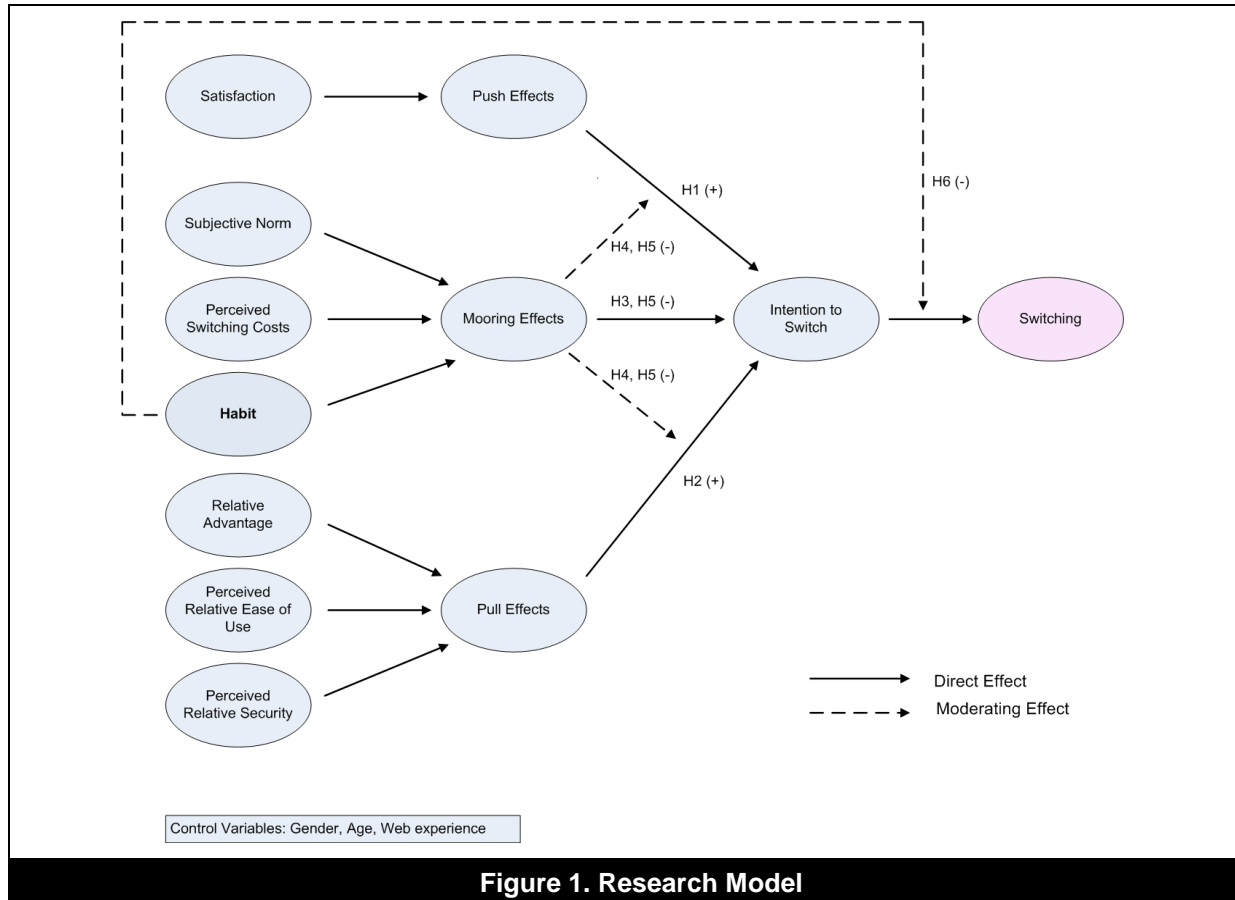 Satisfaction
Push Effects
H1 (+)
H6 (-)
Subjective Norm
H4, H5 (-)
Perceived
Switching Costs
Mooring Effects
H3, H5 (-)
Intention to
Switch
Switching
H4, H5 (-)
Habit
H2 (+)
Relative
Advantage
Perceived
Relative Ease of
Use
Pull Effects
Perceived
Relative Security
Direct Effect
Moderating Effect
Control Variables: Gender, Age, Web experience
Figure 1. Research Model